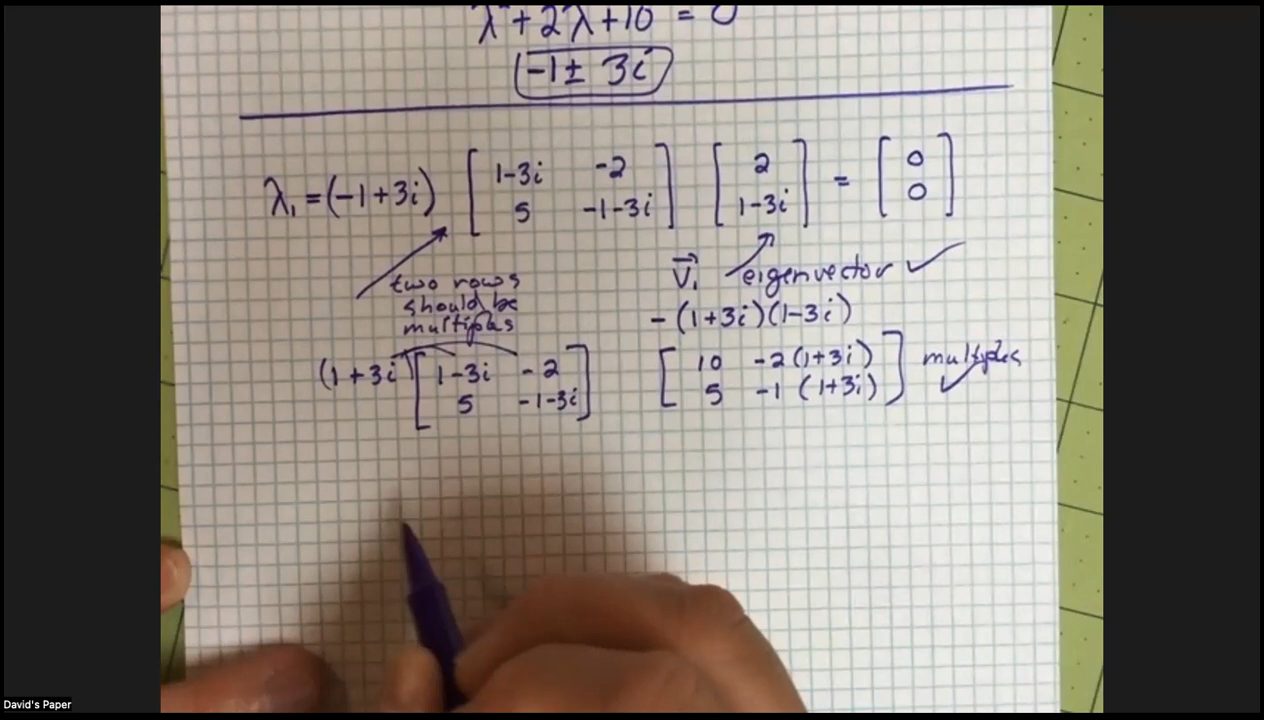 λ² + 2λ + 10 = 0
-1 ± 3i
λ₁ = (-1+3i) [1-3i -2; 5 -1-3i] [2; 1-3i] = [0; 0]
two rows
should be
multiples
v⃗₁ eigenvector ✓
-(1+3i)(1-3i)
(1+3i) [1-3i -2; 5 -1-3i]
[10 -2(1+3i); 5 -1(1+3i)] multiples ✓
David's Paper